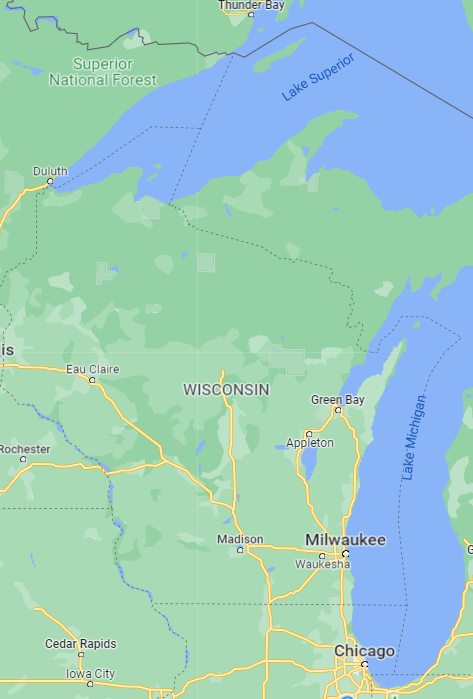 Thunder Bay
Superior
National Forest
Lake Superior
Duluth
is
Eau Claire
WISCONSIN
Green Bay
Lake Michigan
Appleton
Rochester
Madison
Milwaukee
Waukesha
G
Cedar Rapids
Chicago
Iowa City